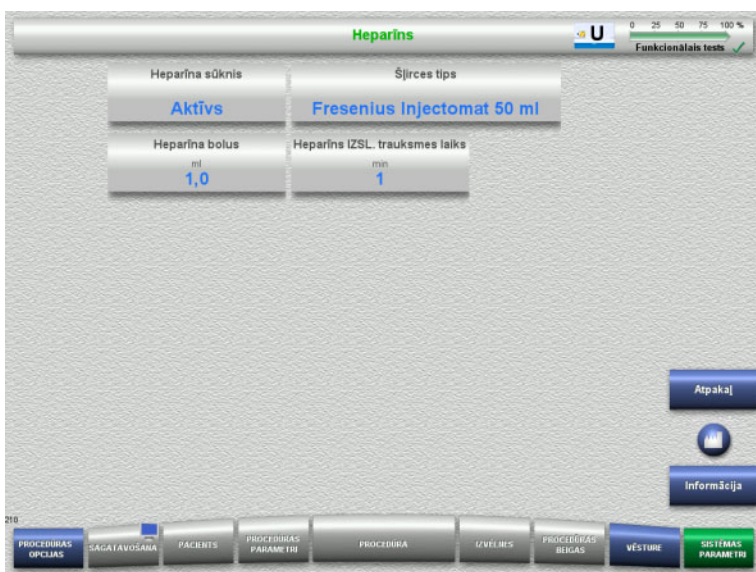 Heparīns
U
0 25 50 75 100 %
Funkcionālais tests
Heparīna sūknis
Šļirces tips
Aktīvs
Fresenius Injectomat 50 ml
Heparīna bolus
Heparīns IZSL. trauksmes laiks
ml
min
1,0
1
Atpakaļ
Informācija
210
PROCEDŪRAS
OPCIJAS
SAGATAVOŠANA
PACIENTS
PROCEDŪRAS
PARAMETRI
PROCEDŪRA
IZVĒLNES
PROCEDŪRAS
BEIGAS
VĒSTURE
SISTĒMAS
PARAMETRI